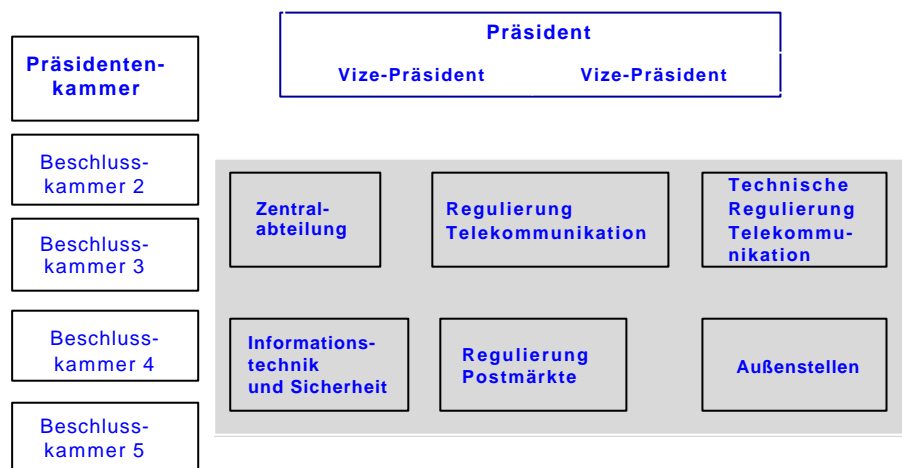 Präsident
Vize-Präsident Vize-Präsident
Präsidenten-
kammer
Beschluss-
kammer 2
Beschluss-
kammer 3
Beschluss-
kammer 4
Beschluss-
kammer 5
Zentral-
abteilung
Regulierung
Telekommunikation
Technische
Regulierung
Telekommu-
nikation
Informations-
technik
und Sicherheit
Regulierung
Postmärkte
Außenstellen